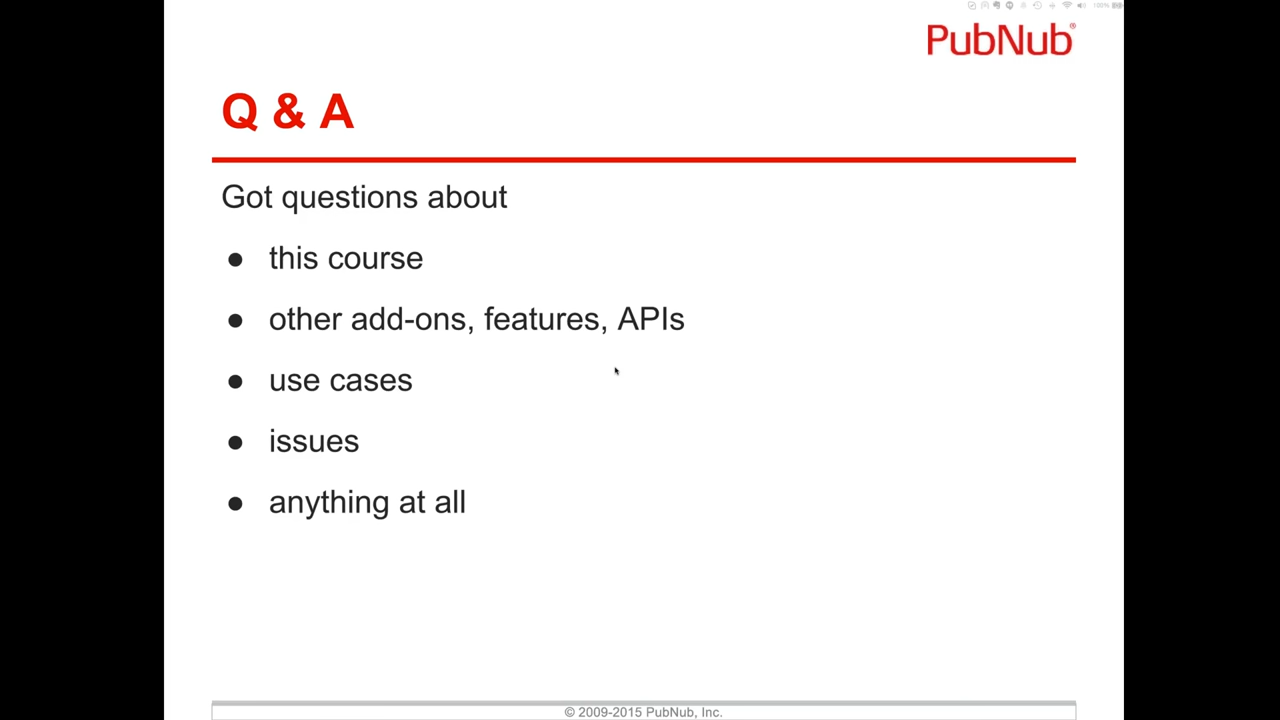 100%
PubNub®
Q & A
Got questions about
● this course
● other add-ons, features, APIs
● use cases
● issues
● anything at all
© 2009-2015 PubNub, Inc.